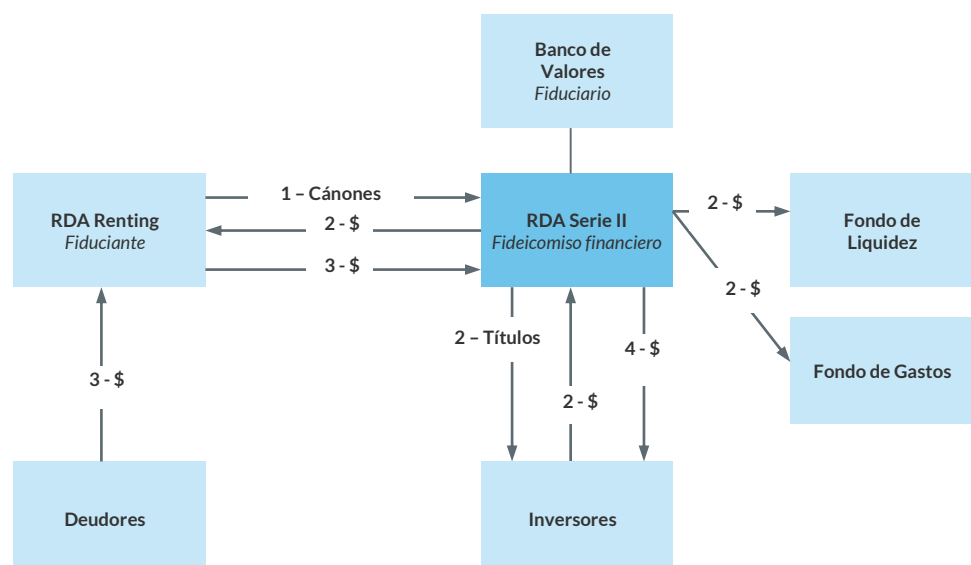 Banco de
Valores
Fiduciario
RDA Renting
Fiduciante
1 – Cánones
2 - $
3 - $
RDA Serie II
Fideicomiso financiero
2 - $
Fondo de
Liquidez
2 - $
2 – Títulos
4 - $
Fondo de Gastos
3 - $
2 - $
Deudores
Inversores